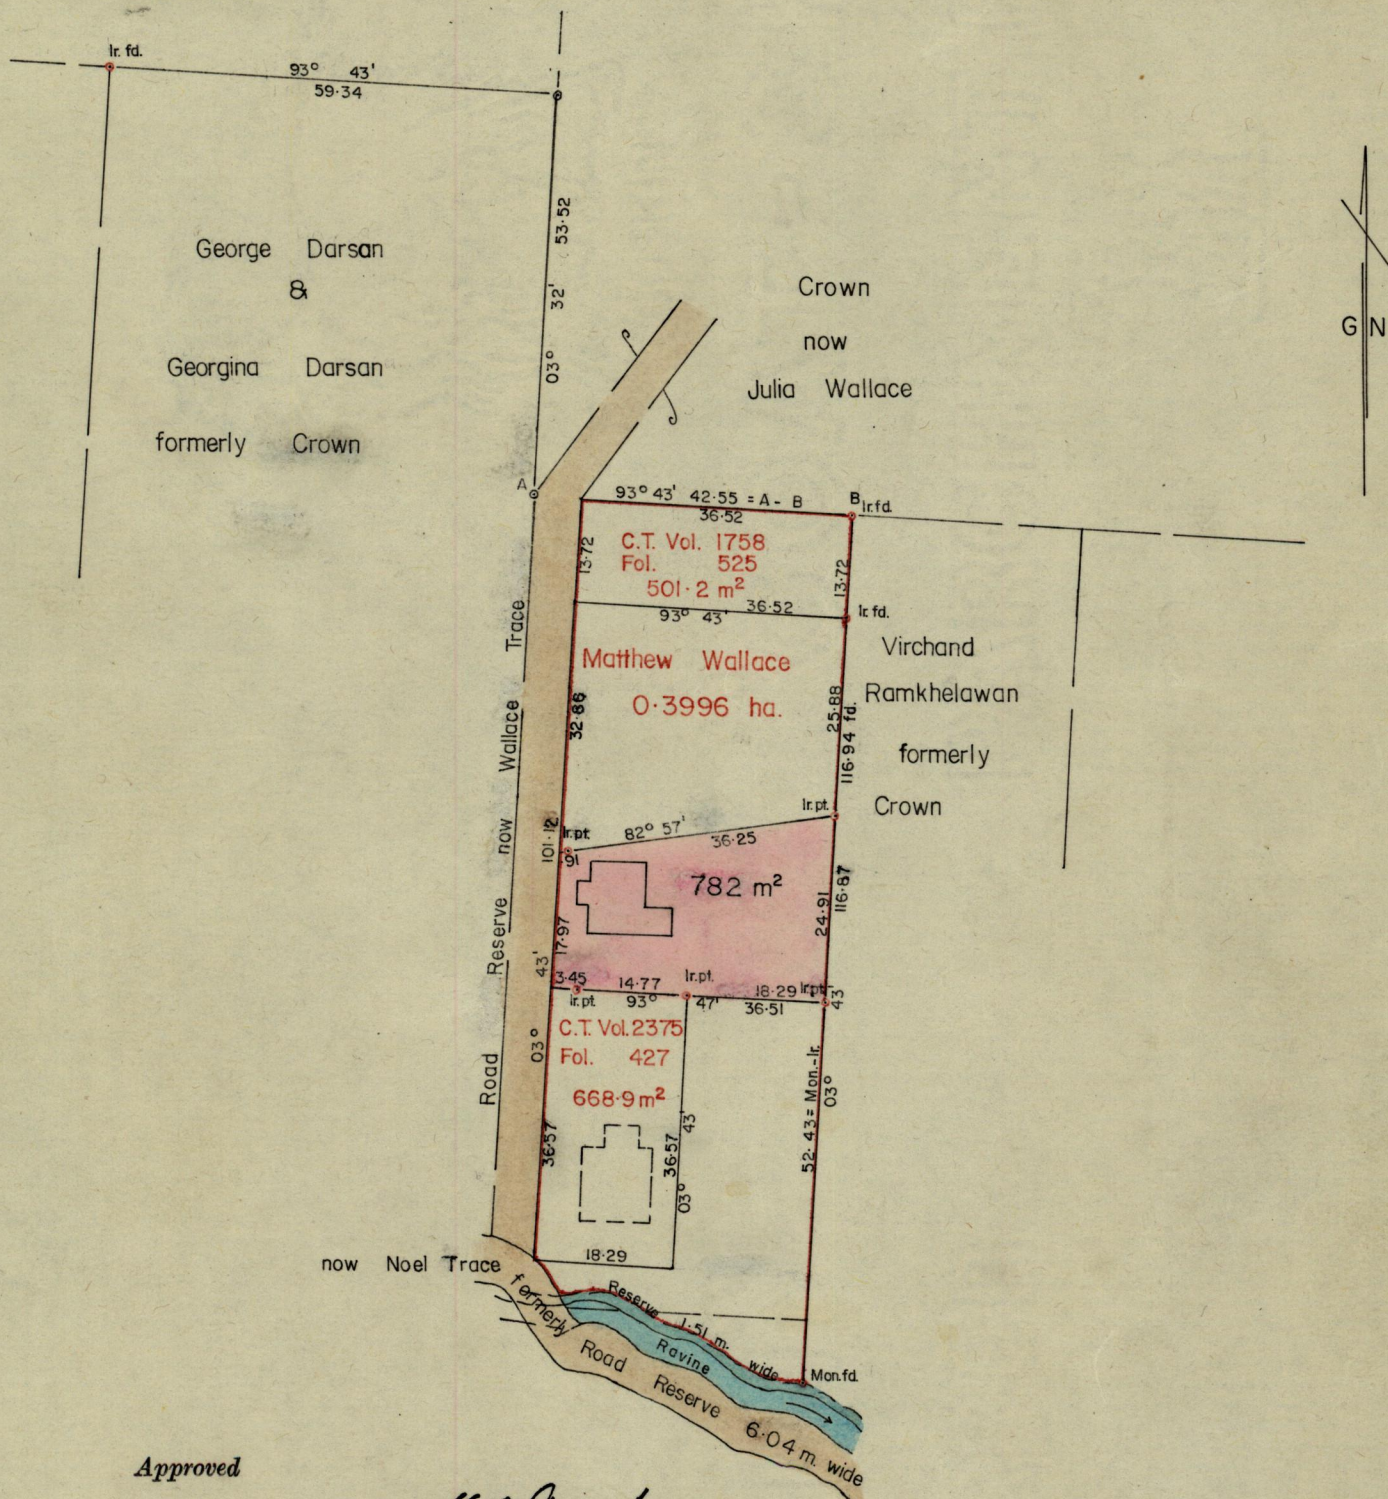 Ir. fd.
93° 43'
59·34
53·52
32'
03°
George Darsan
&
Georgina Darsan
formerly Crown
Crown
now
Julia Wallace
G N
A
93° 43' 42·55 = A - B
B
Ir. fd.
36·52
C.T. Vol. 1758
Fol. 525
501·2 m²
13·72
13·72
36·52
93° 43'
Ir. fd.
Matthew Wallace
0·3996 ha.
32·86
25·88
116·94 fd.
Virchand
Ramkhelawan
formerly
Crown
Road Reserve now Wallace Trace
Ir. pt.
Ir. pt.
82° 57'
36·25
·91
101·12
782 m²
17·97
24·91
116·87
43'
03°
3·45
14·77
Ir. pt.
18·29
Ir. pt.
Ir. pt.
93° 47'
36·51
43'
03°
C.T. Vol. 2375
Fol. 427
668·9 m²
36·57
36·57
43'
03°
52·43 = Mon.-Ir.
18·29
now Noel Trace
formerly Road Reserve 6·04 m. wide
Reserve 1·51 m. wide
Ravine
Mon. fd.
Approved